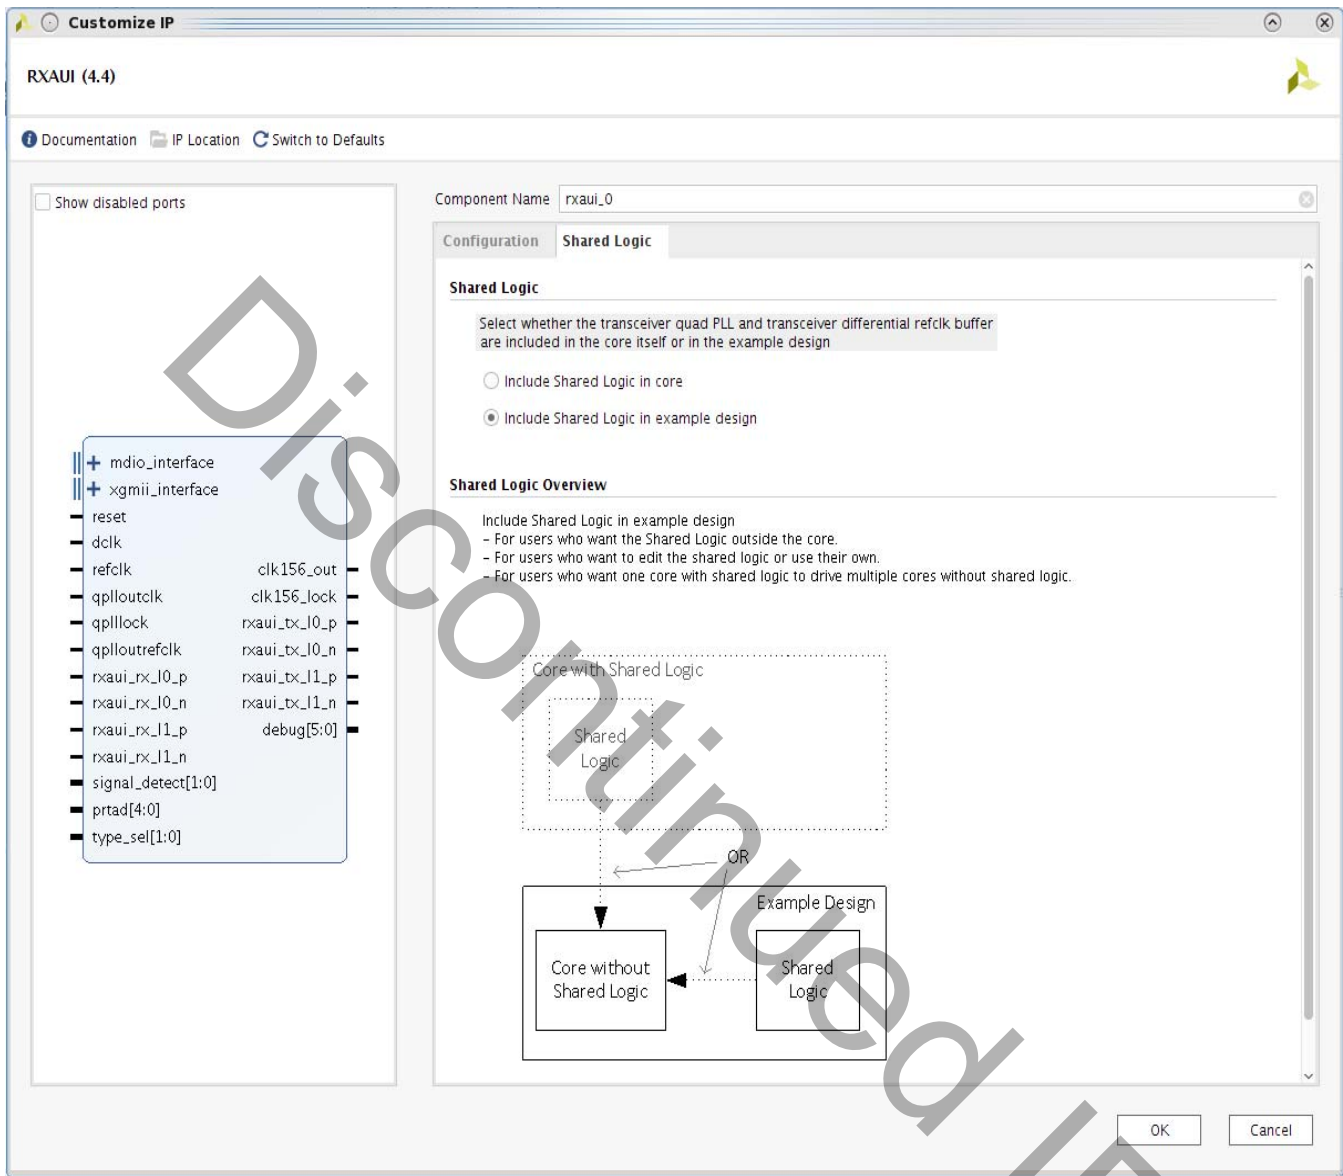 Customize IP
RXAUI (4.4)
Documentation IP Location Switch to Defaults
Show disabled ports
mdio_interface
xgmii_interface
reset
dclk
refclk clk156_out
qplloutclk clk156_lock
qplllock rxaui_tx_l0_p
qplloutrefclk rxaui_tx_l0_n
rxaui_rx_l0_p rxaui_tx_l1_p
rxaui_rx_l0_n rxaui_tx_l1_n
rxaui_rx_l1_p debug[5:0]
rxaui_rx_l1_n
signal_detect[1:0]
prtad[4:0]
type_sel[1:0]
Component Name rxaui_0
Configuration Shared Logic
Shared Logic
Select whether the transceiver quad PLL and transceiver differential refclk buffer
are included in the core itself or in the example design
Include Shared Logic in core
Include Shared Logic in example design
Shared Logic Overview
Include Shared Logic in example design
– For users who want the Shared Logic outside the core.
– For users who want to edit the shared logic or use their own.
– For users who want one core with shared logic to drive multiple cores without shared logic.
Core with Shared Logic
Shared
Logic
OR
Example Design
Core without
Shared Logic
Shared
Logic
OK Cancel
Discontinued